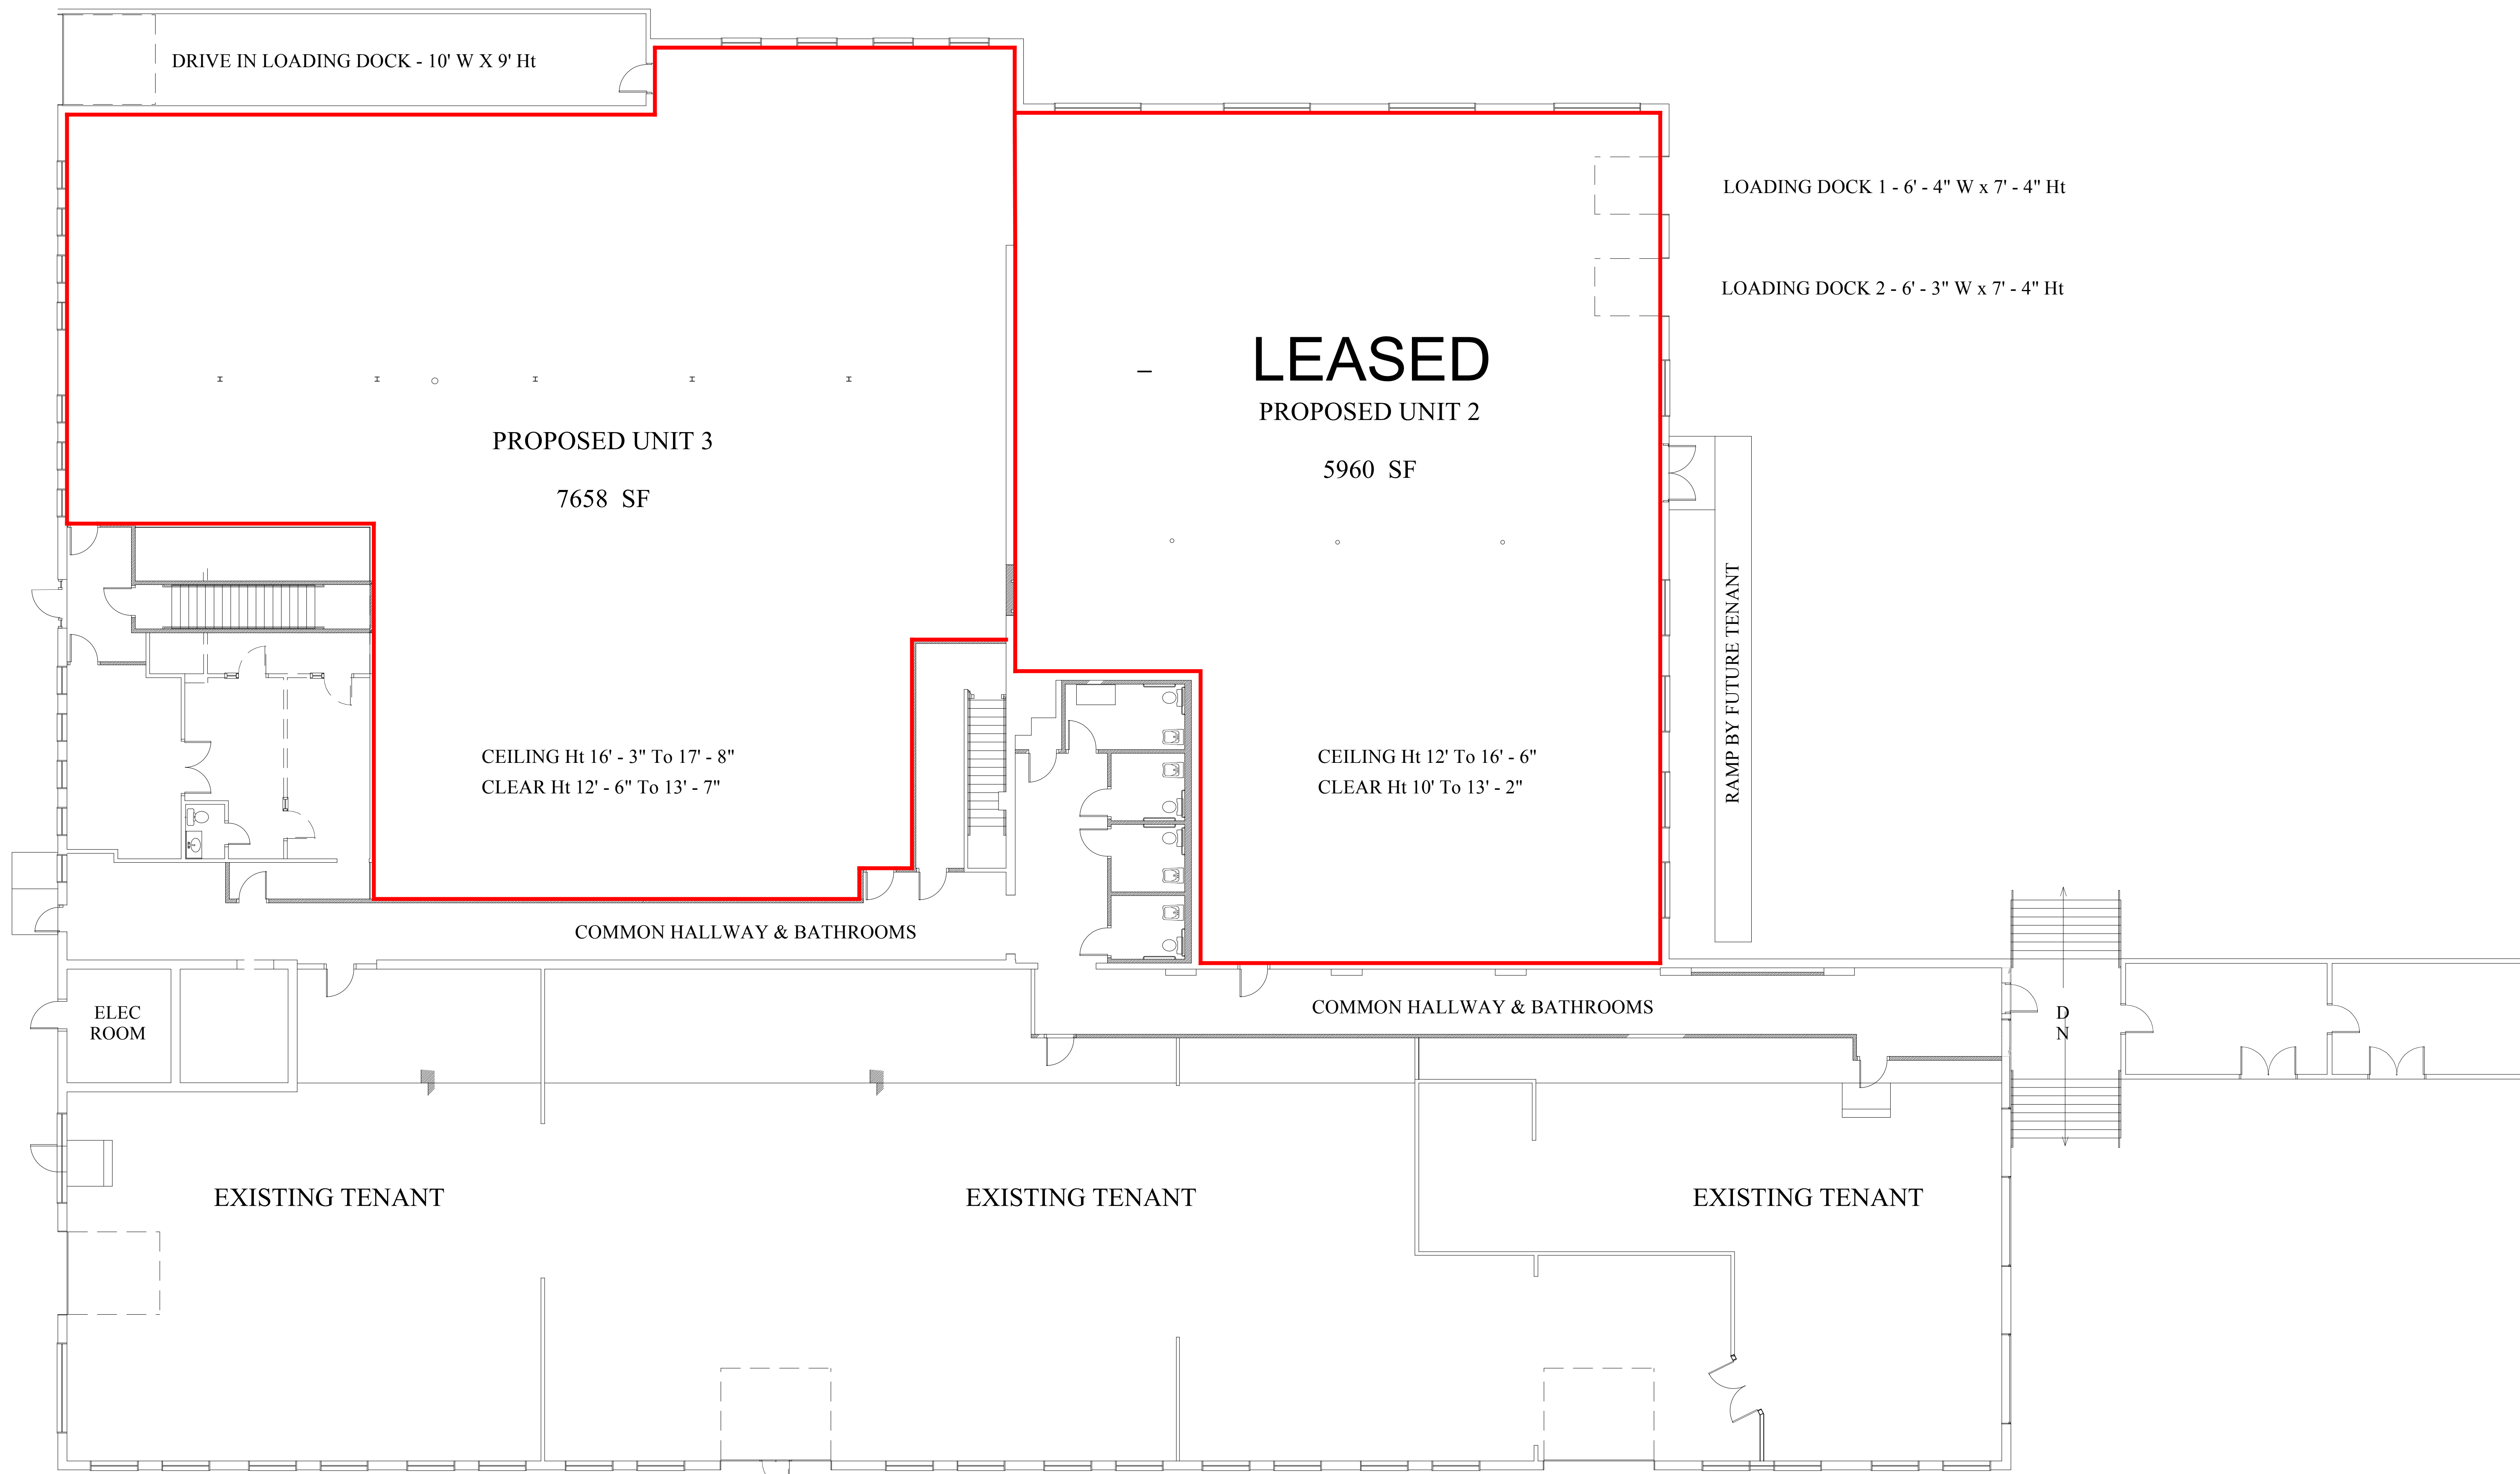 DRIVE IN LOADING DOCK - 10' W X 9' Ht
LOADING DOCK 1 - 6' - 4" W x 7' - 4" Ht
LOADING DOCK 2 - 6' - 3" W x 7' - 4" Ht
LEASED
PROPOSED UNIT 2
5960 SF
PROPOSED UNIT 3
7658 SF
RAMP BY FUTURE TENANT
CEILING Ht 16' - 3" To 17' - 8"
CLEAR Ht 12' - 6" To 13' - 7"
CEILING Ht 12' To 16' - 6"
CLEAR Ht 10' To 13' - 2"
COMMON HALLWAY & BATHROOMS
COMMON HALLWAY & BATHROOMS
ELEC
ROOM
D
N
EXISTING TENANT
EXISTING TENANT
EXISTING TENANT